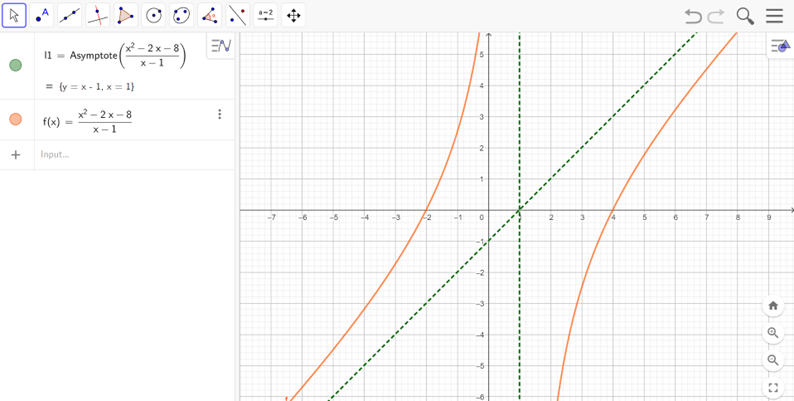 A
a=2
l1 = Asymptote((x² − 2 x − 8)/(x − 1))
= {y = x - 1, x = 1}
f(x) = (x² − 2 x − 8)/(x − 1)
+ Input...
5
4
3
2
1
−7 −6 −5 −4 −3 −2 −1 0 2 3 4 5 6 7 8 9
−1
−2
−3
−4
−5
−6
f